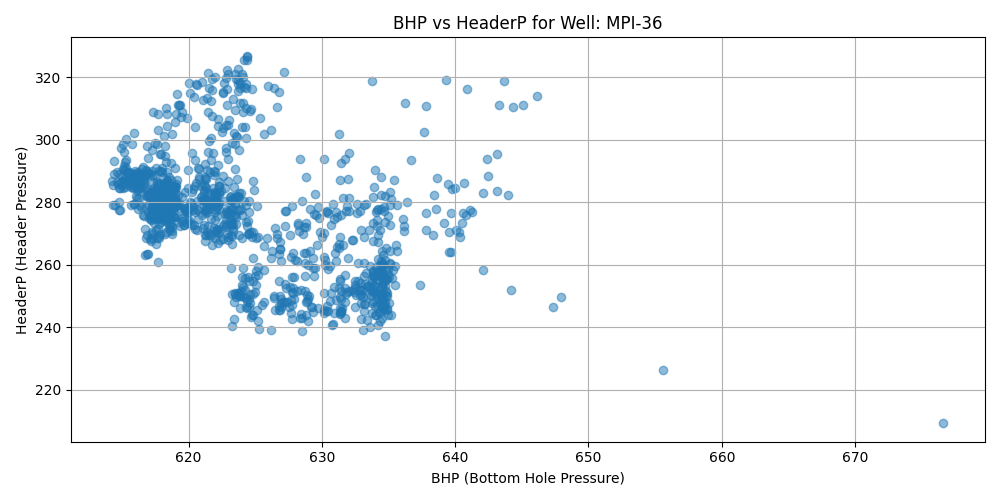 BHP vs HeaderP for Well: MPI-36
HeaderP (Header Pressure)
320
300
280
260
240
220
620 630 640 650 660 670
BHP (Bottom Hole Pressure)